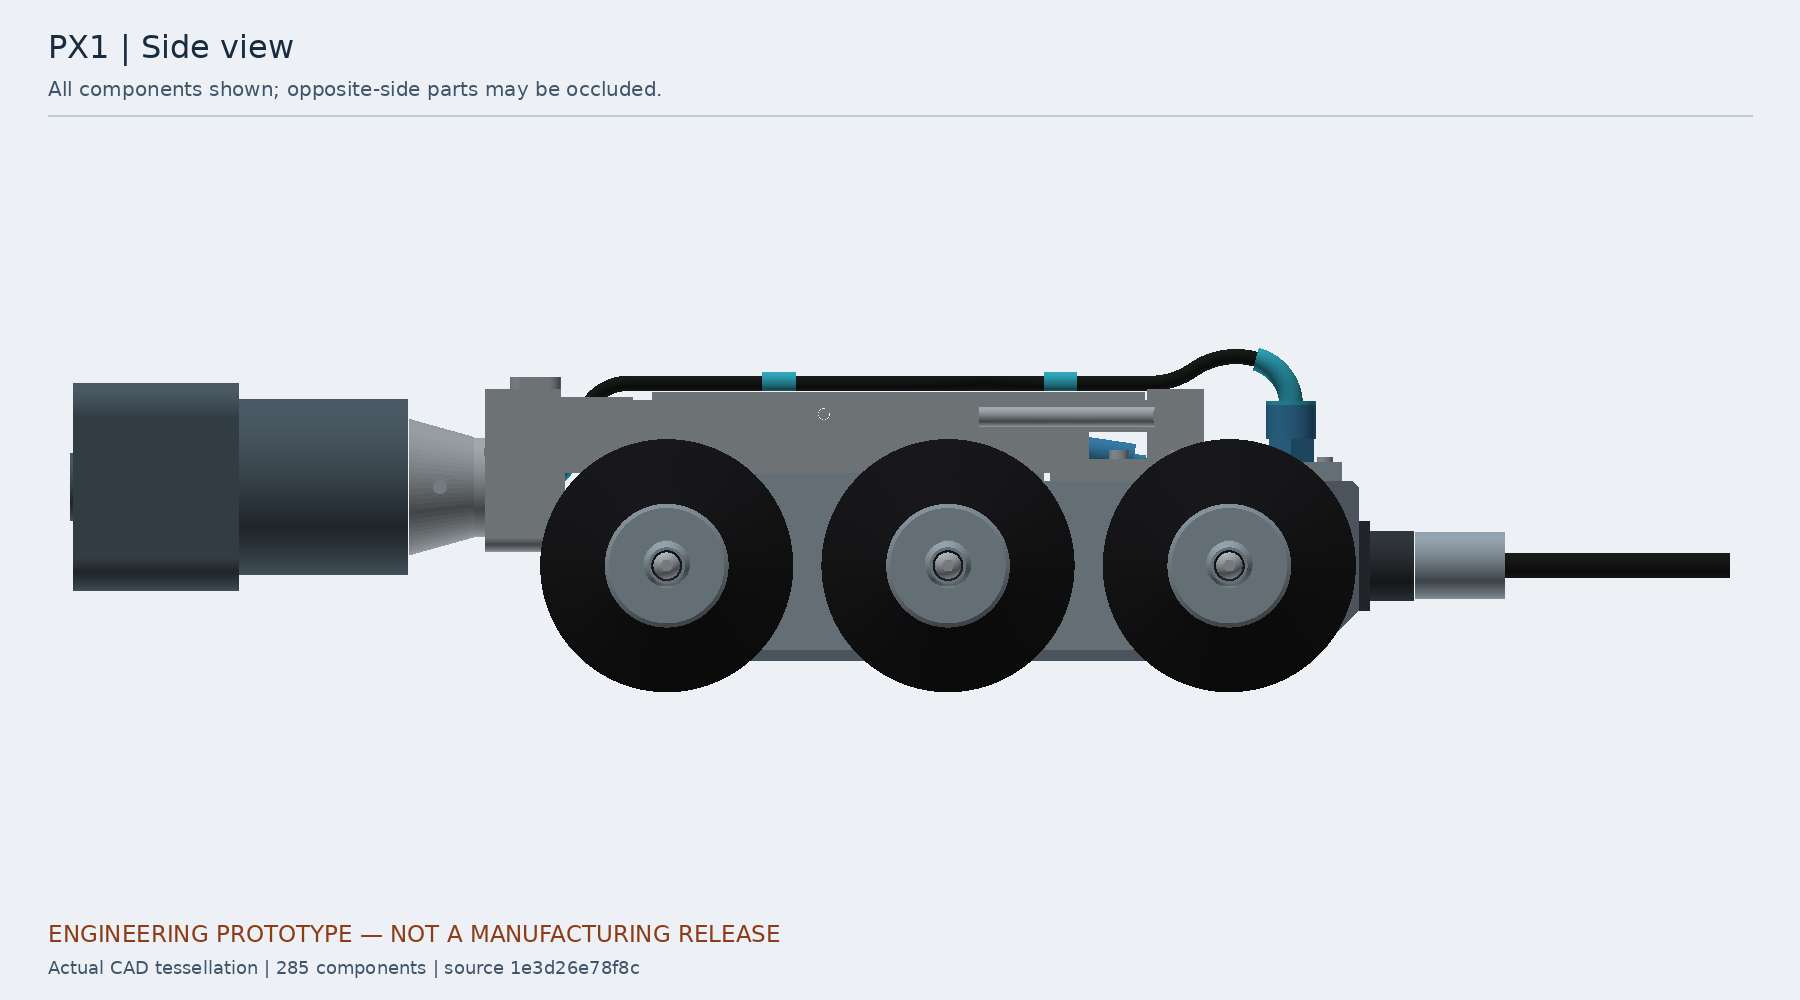 PX1 | Side view
All components shown; opposite-side parts may be occluded.
ENGINEERING PROTOTYPE — NOT A MANUFACTURING RELEASE
Actual CAD tessellation | 285 components | source 1e3d26e78f8c